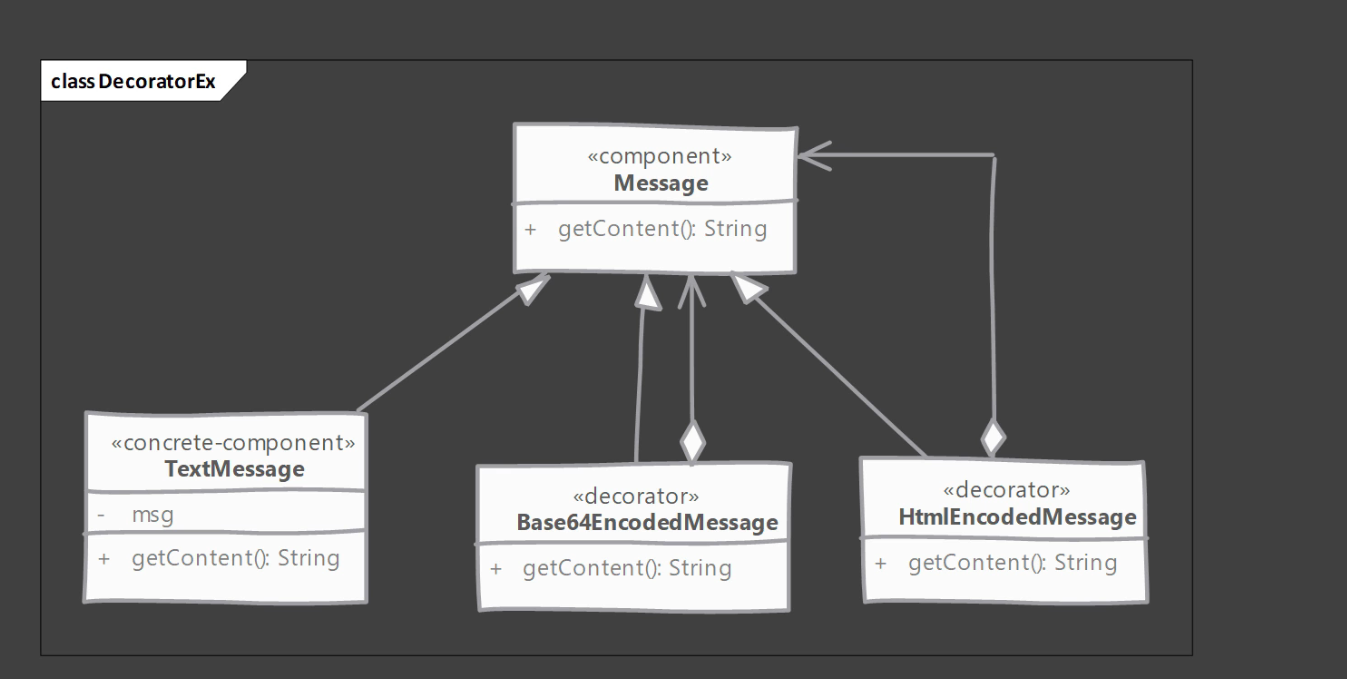 class DecoratorEx
«component»
Message
+ getContent(): String
«concrete-component»
TextMessage
- msg
+ getContent(): String
«decorator»
Base64EncodedMessage
+ getContent(): String
«decorator»
HtmlEncodedMessage
+ getContent(): String